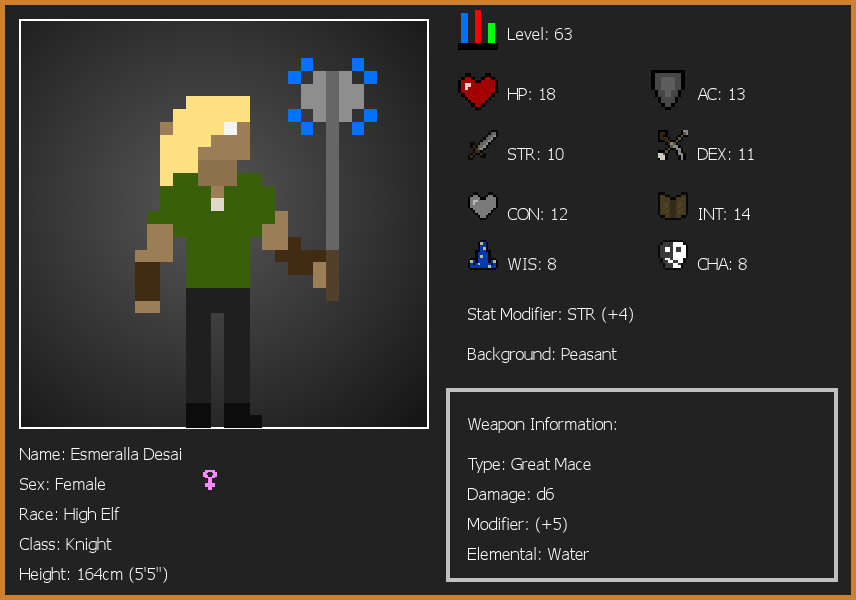 Level: 63
HP: 18
AC: 13
STR: 10
DEX: 11
CON: 12
INT: 14
WIS: 8
CHA: 8
Stat Modifier: STR (+4)
Background: Peasant
Weapon Information:
Type: Great Mace
Damage: d6
Modifier: (+5)
Elemental: Water
Name: Esmeralla Desai
Sex: Female
Race: High Elf
Class: Knight
Height: 164cm (5'5")